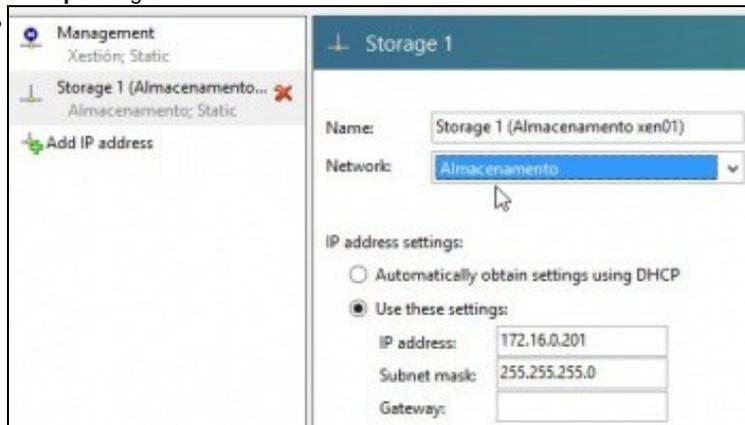 Management
Xestión; Static
Storage 1 (Almacenamento...
Almacenamento; Static
Add IP address
Storage 1
Name: Storage 1 (Almacenamento xen01)
Network: Almacenamento
IP address settings:
Automatically obtain settings using DHCP
Use these settings:
IP address: 172.16.0.201
Subnet mask: 255.255.255.0
Gateway: